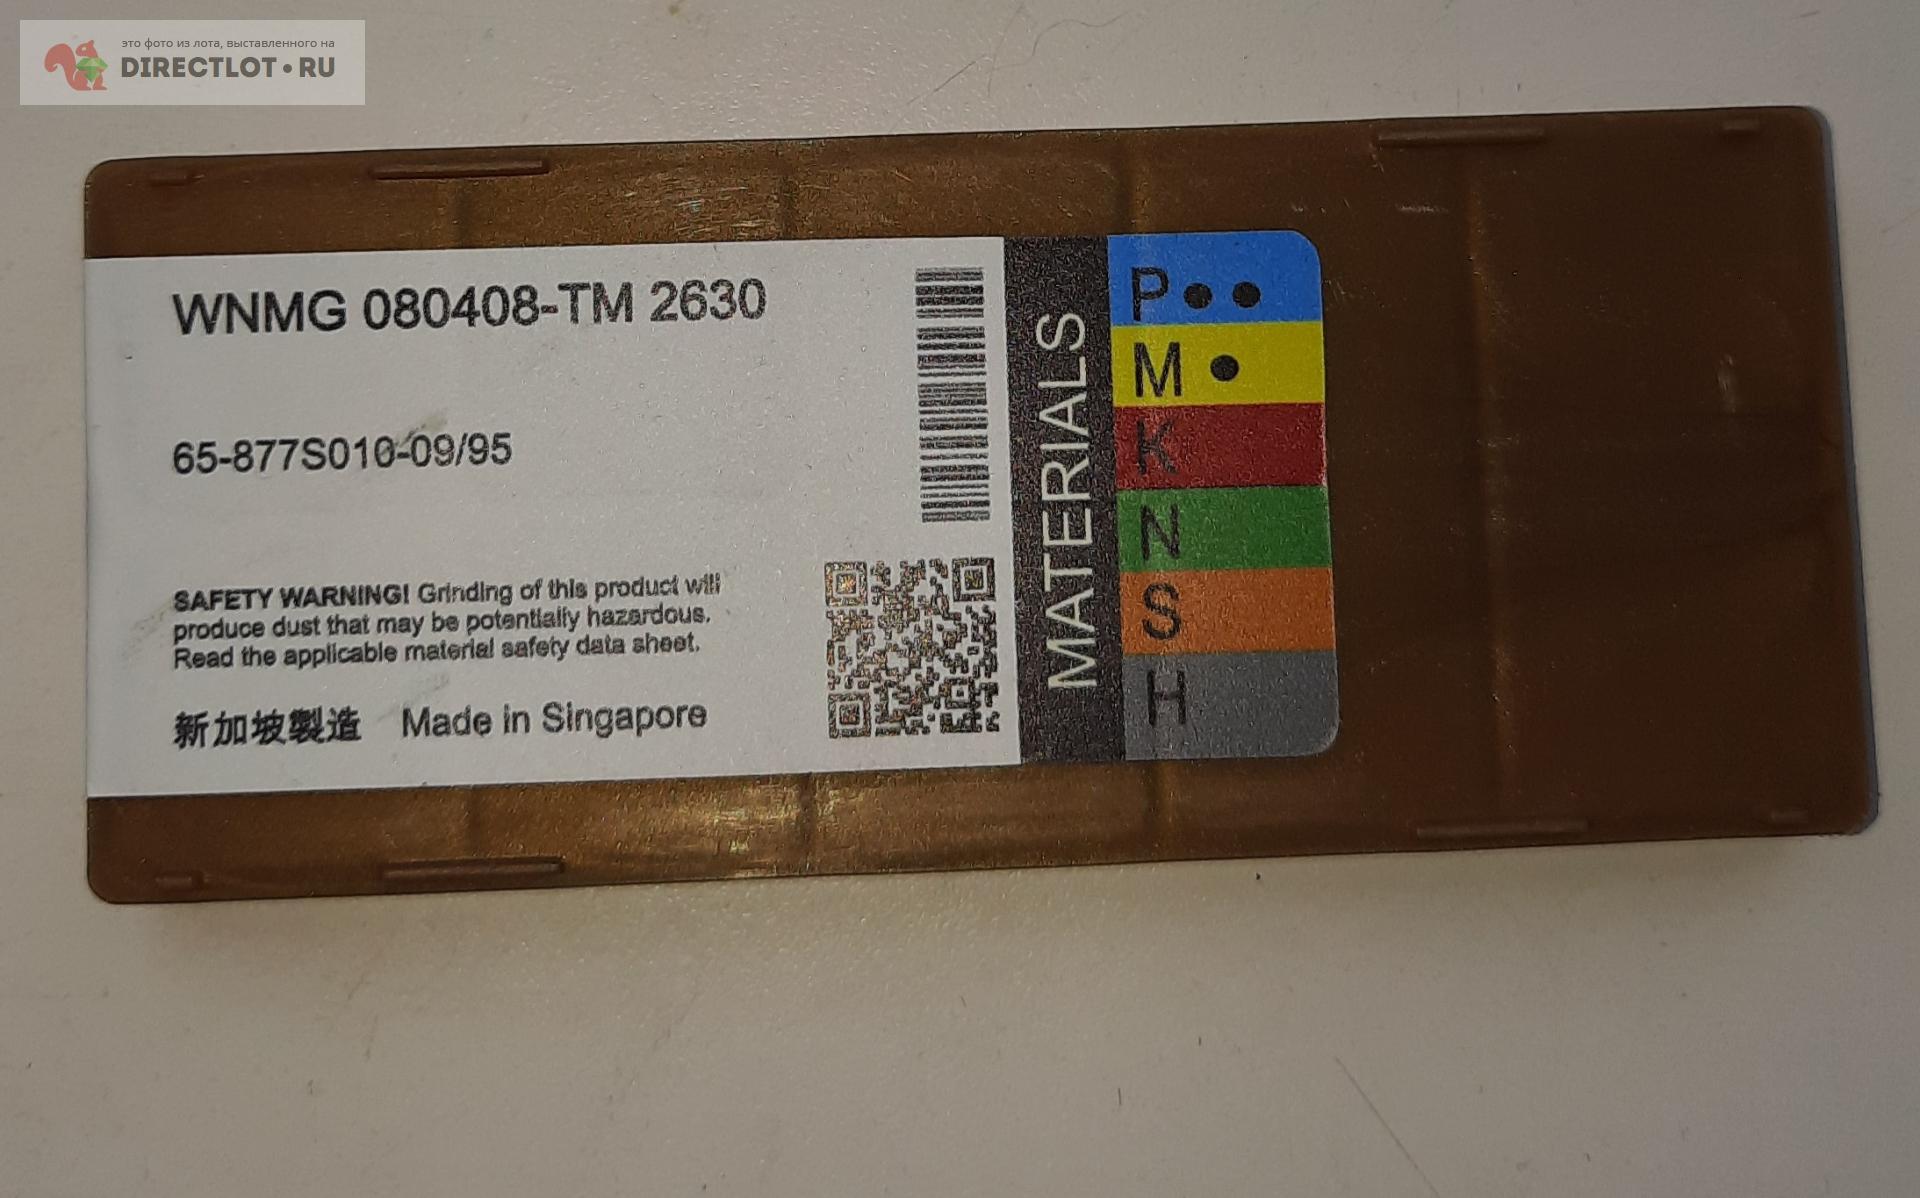 это фото из лота, выставленного на
DIRECTLOT•RU
WNMG 080408-TM 2630
65-877S010-09/95
SAFETY WARNING! Grinding of this product will
produce dust that may be potentially hazardous.
Read the applicable material safety data sheet.
新加坡製造 Made in Singapore
MATERIALS
P●●
M●
K
N
S
H